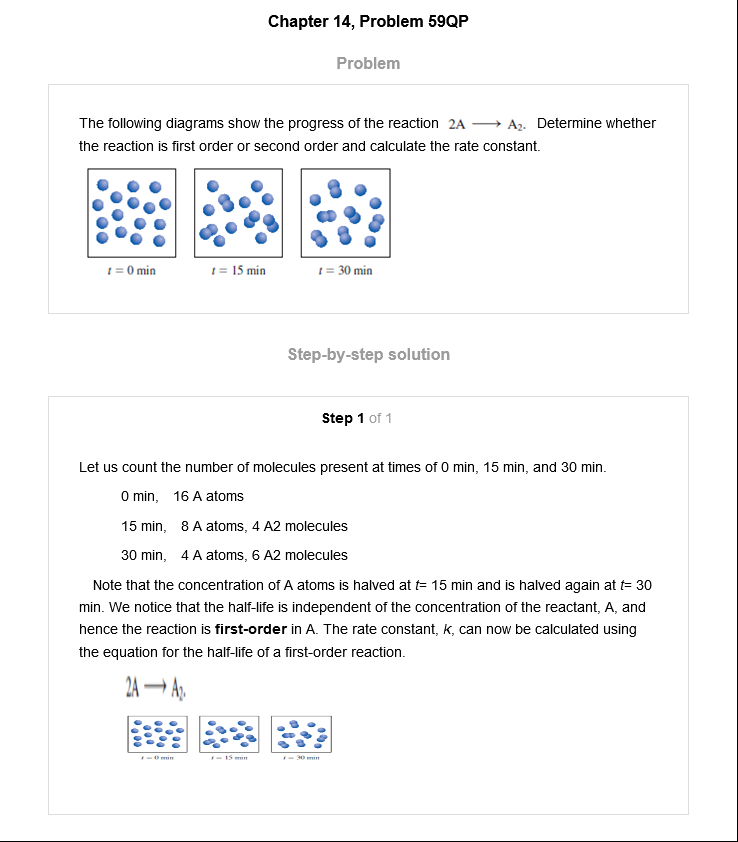 Chapter 14, Problem 59QP
Problem
The following diagrams show the progress of the reaction 2A ⟶ A₂. Determine whether
the reaction is first order or second order and calculate the rate constant.
t = 0 min t = 15 min t = 30 min
Step-by-step solution
Step 1 of 1
Let us count the number of molecules present at times of 0 min, 15 min, and 30 min.
0 min, 16 A atoms
15 min, 8 A atoms, 4 A2 molecules
30 min, 4 A atoms, 6 A2 molecules
Note that the concentration of A atoms is halved at t= 15 min and is halved again at t= 30
min. We notice that the half-life is independent of the concentration of the reactant, A, and
hence the reaction is first-order in A. The rate constant, k, can now be calculated using
the equation for the half-life of a first-order reaction.
2A ⟶ A₂.
t = 0 min t = 15 min t = 30 min